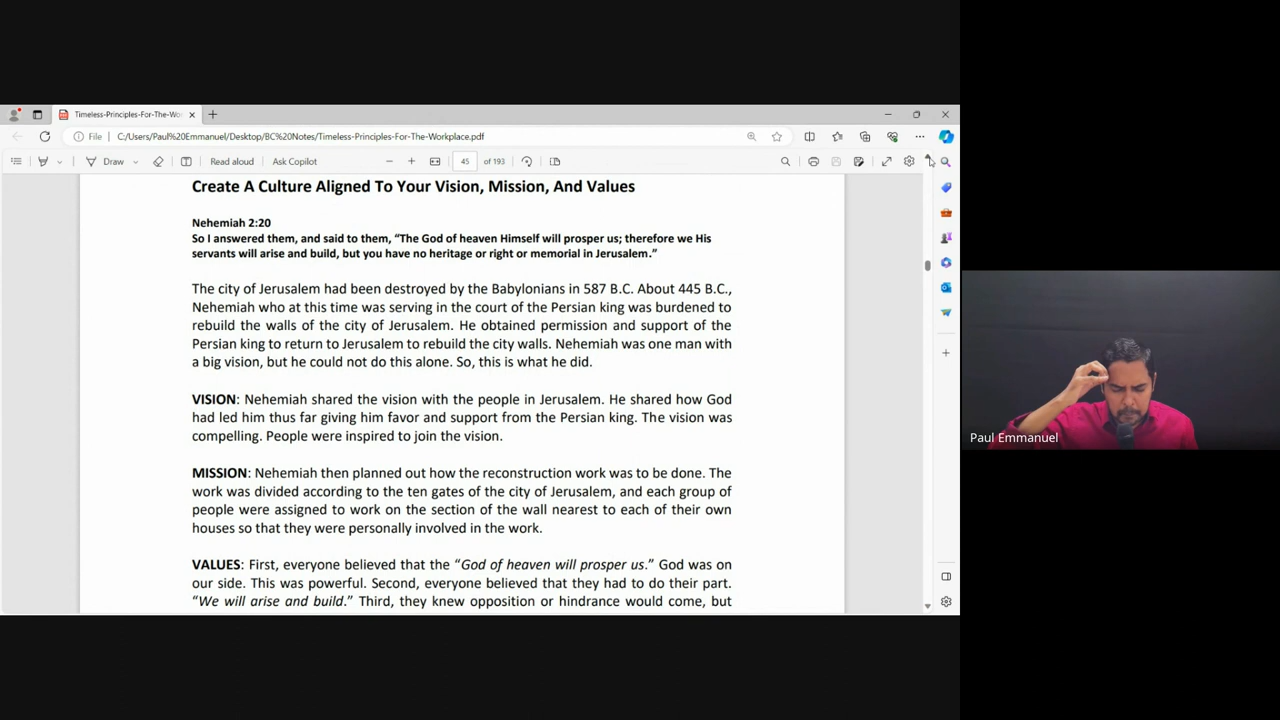 Timeless-Principles-For-The-Wor
File
C:/Users/Paul%20Emmanuel/Desktop/BC%20Notes/Timeless-Principles-For-The-Workplace.pdf
Draw
Read aloud
Ask Copilot
45
of 193
Create A Culture Aligned To Your Vision, Mission, And Values
Nehemiah 2:20
So I answered them, and said to them, “The God of heaven Himself will prosper us; therefore we His
servants will arise and build, but you have no heritage or right or memorial in Jerusalem.”
The city of Jerusalem had been destroyed by the Babylonians in 587 B.C. About 445 B.C.,
Nehemiah who at this time was serving in the court of the Persian king was burdened to
rebuild the walls of the city of Jerusalem. He obtained permission and support of the
Persian king to return to Jerusalem to rebuild the city walls. Nehemiah was one man with
a big vision, but he could not do this alone. So, this is what he did.
VISION: Nehemiah shared the vision with the people in Jerusalem. He shared how God
had led him thus far giving him favor and support from the Persian king. The vision was
compelling. People were inspired to join the vision.
MISSION: Nehemiah then planned out how the reconstruction work was to be done. The
work was divided according to the ten gates of the city of Jerusalem, and each group of
people were assigned to work on the section of the wall nearest to each of their own
houses so that they were personally involved in the work.
VALUES: First, everyone believed that the “God of heaven will prosper us.” God was on
our side. This was powerful. Second, everyone believed that they had to do their part.
“We will arise and build.” Third, they knew opposition or hindrance would come, but
Paul Emmanuel